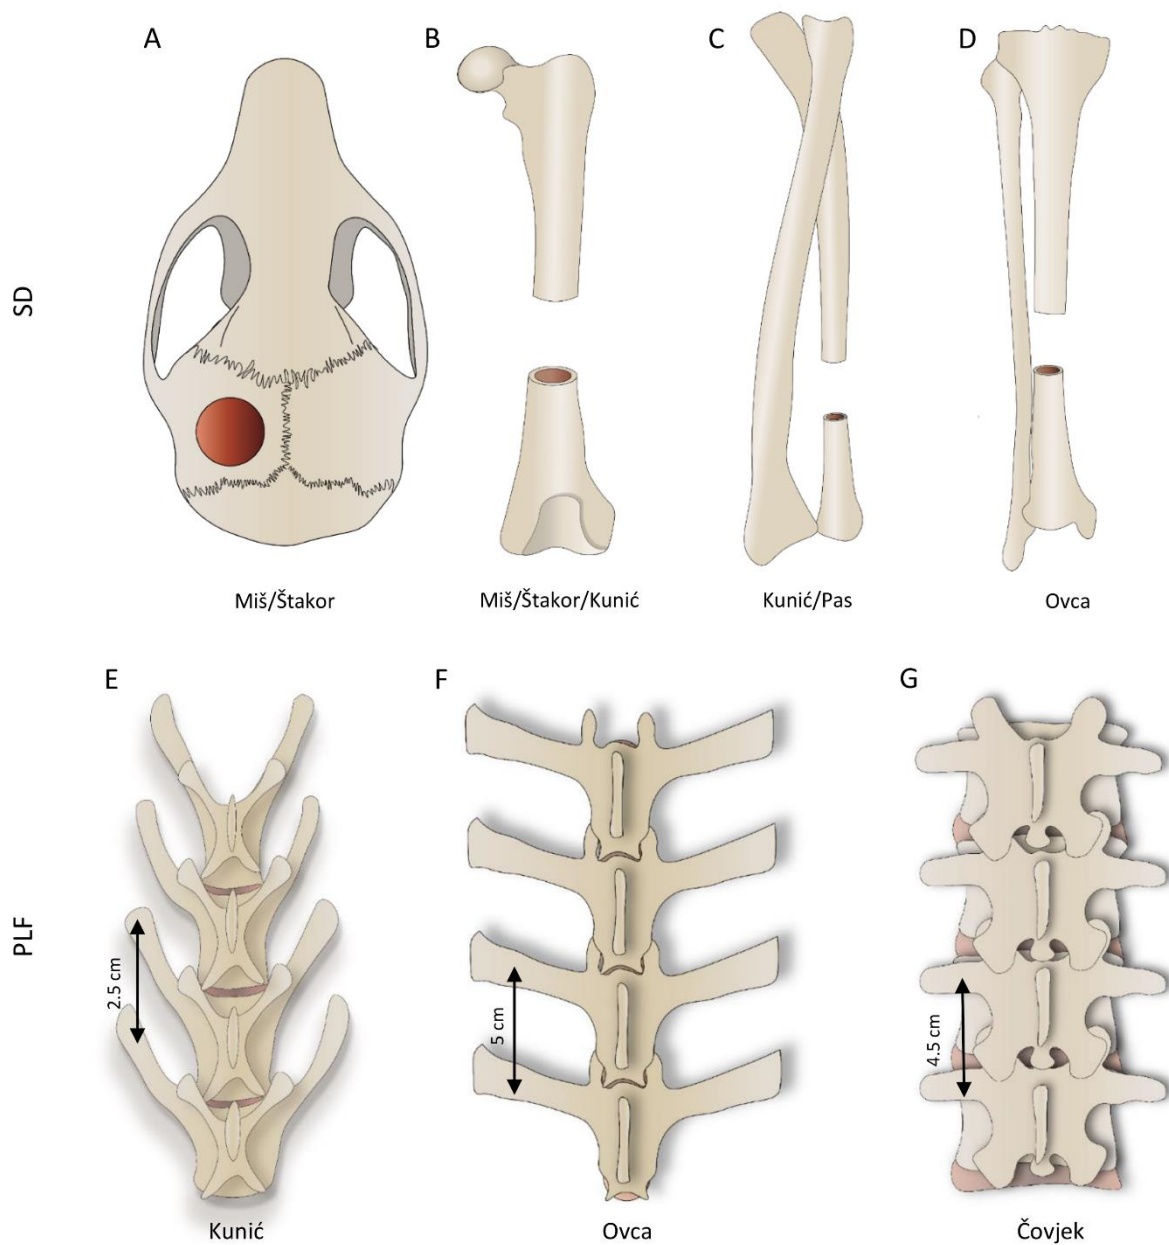 A
B
C
D
SD
Miš/Štakor
Miš/Štakor/Kunić
Kunić/Pas
Ovca
E
F
G
PLF
2.5 cm
5 cm
4.5 cm
Kunić
Ovca
Čovjek